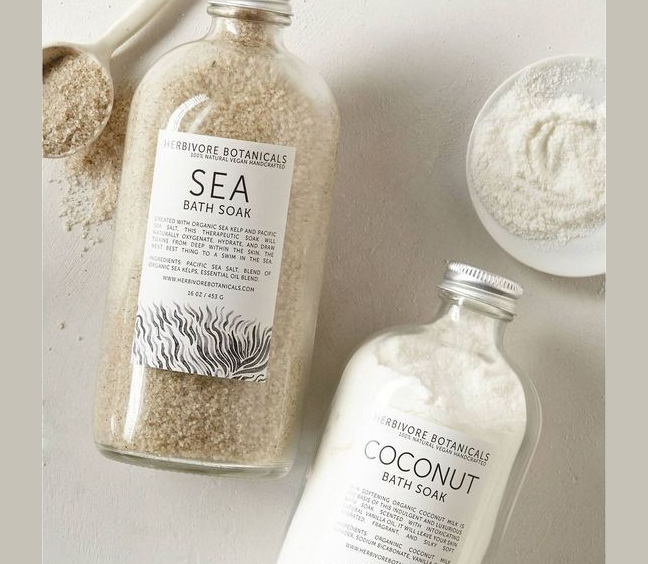 HERBIVORE BOTANICALS
100% NATURAL VEGAN HANDCRAFTED
SEA
BATH SOAK
CREATED WITH ORGANIC SEA KELP AND PACIFIC
SEA SALT, THIS THERAPEUTIC SOAK WILL
NATURALLY OXYGENATE, HYDRATE, AND DRAW
TOXINS FROM DEEP WITHIN THE SKIN. THE
NEXT BEST THING TO A SWIM IN THE SEA.
INGREDIENTS: PACIFIC SEA SALT, BLEND OF
ORGANIC SEA KELPS, ESSENTIAL OIL BLEND
WWW.HERBIVOREBOTANICALS.COM
16 OZ / 453 G
HERBIVORE BOTANICALS
100% NATURAL VEGAN HANDCRAFTED
COCONUT
BATH SOAK
SOFTENING ORGANIC COCONUT MILK IS
BASIS OF THIS INDULGENT AND LUXURIOUS
SOAK. SCENTED WITH INTOXICATING
NATURAL VANILLA OIL, IT WILL LEAVE YOUR SKIN
HYDRATED, FRAGRANT, AND SILKY SOFT.
INGREDIENTS: ORGANIC COCONUT MILK
SODIUM BICARBONATE, VANILLA